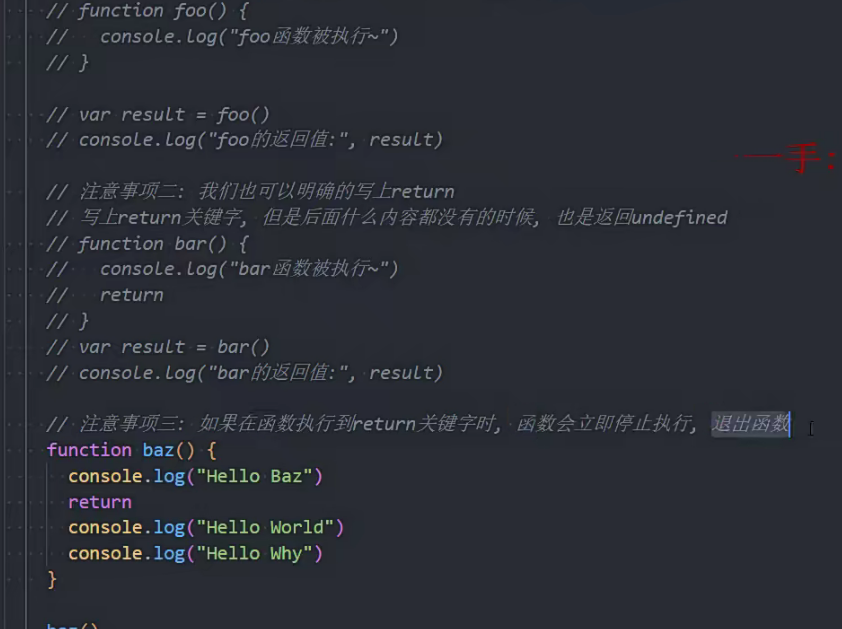 // function foo() {
//   console.log("foo函数被执行~")
// }
// var result = foo()
// console.log("foo的返回值:", result)
一手:
// 注意事项二: 我们也可以明确的写上return
// 写上return关键字, 但是后面什么内容都没有的时候, 也是返回undefined
// function bar() {
//   console.log("bar函数被执行~")
//   return
// }
// var result = bar()
// console.log("bar的返回值:", result)
// 注意事项三: 如果在函数执行到return关键字时, 函数会立即停止执行, 退出函数
function baz() {
  console.log("Hello Baz")
  return
  console.log("Hello World")
  console.log("Hello Why")
}
baz()